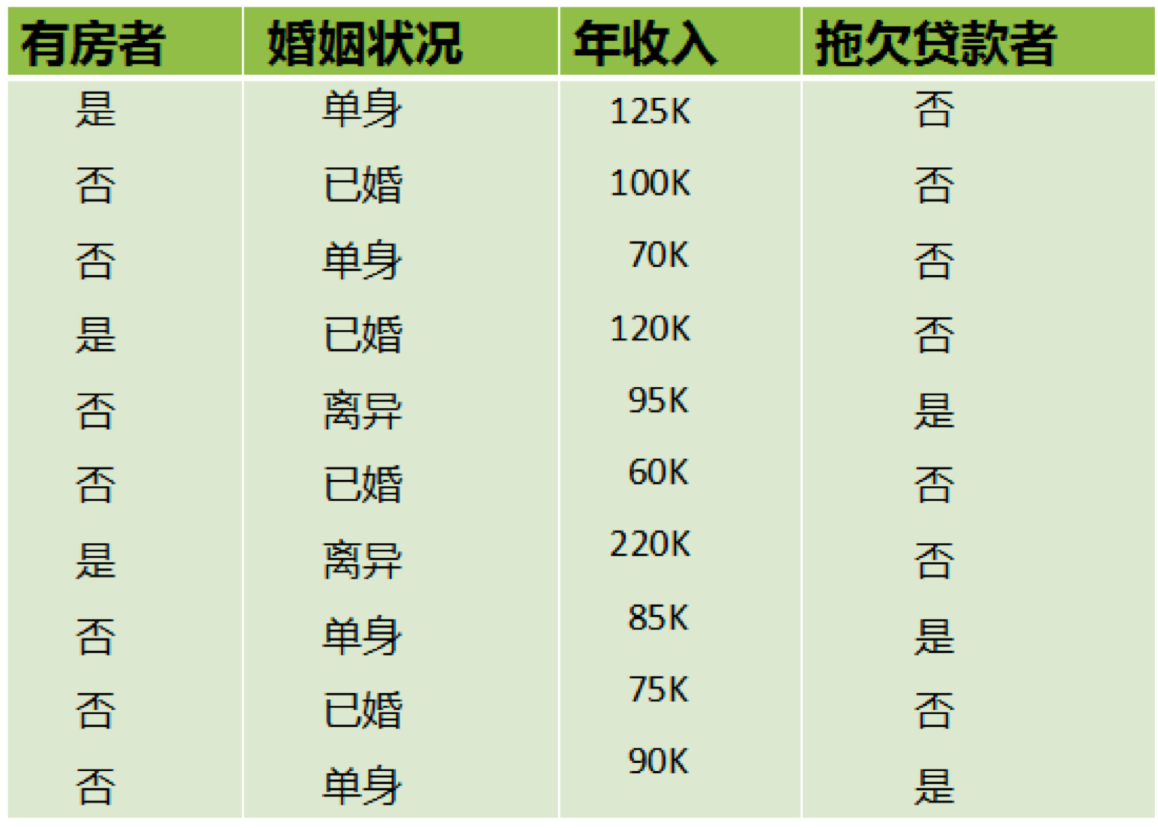 有房者 婚姻状况 年收入 拖欠贷款者
是 单身 125K 否
否 已婚 100K 否
否 单身 70K 否
是 已婚 120K 否
否 离异 95K 是
否 已婚 60K 否
是 离异 220K 否
否 单身 85K 是
否 已婚 75K 否
否 单身 90K 是